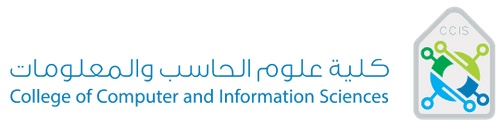 CCIS
كلية علوم الحاسب والمعلومات
College of Computer and Information Sciences